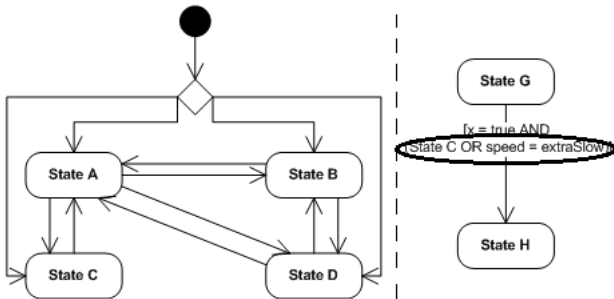 State G
[x = true AND
(State C OR speed = extraSlow)]
State A
State B
State C
State D
State H